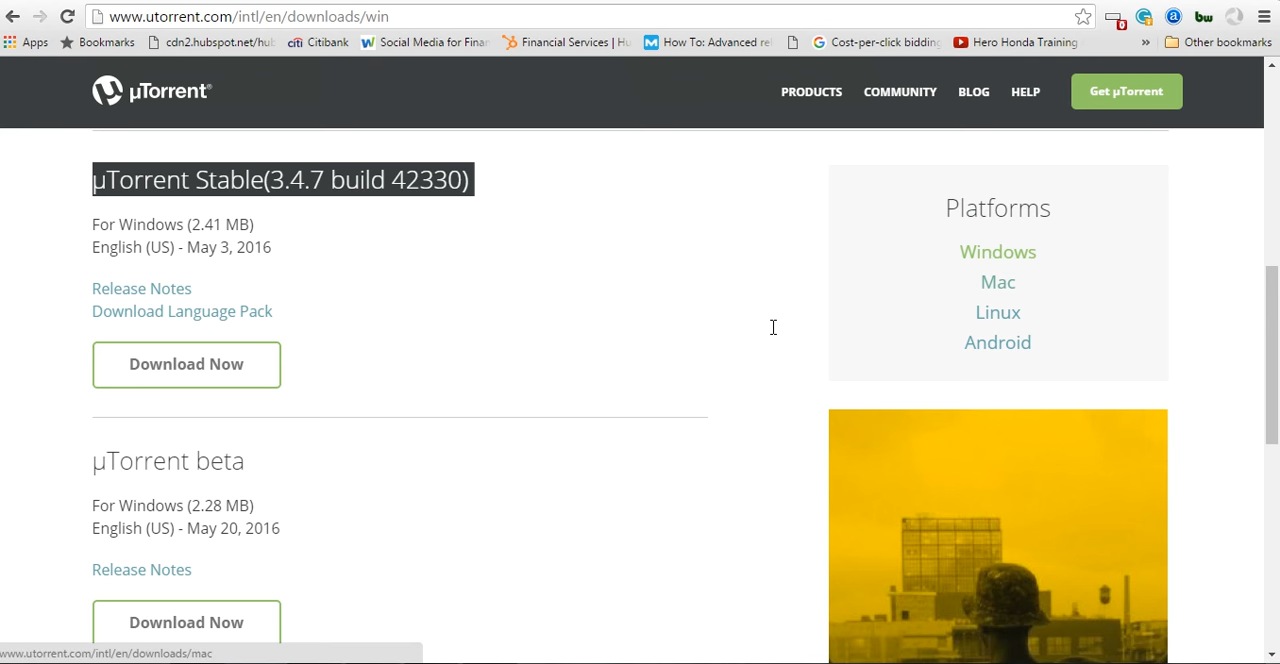 www.utorrent.com/intl/en/downloads/win
Apps Bookmarks cdn2.hubspot.net/hub Citibank Social Media for Finan Financial Services | Hu How To: Advanced rel Cost-per-click bidding Hero Honda Training » Other bookmarks
µTorrent® PRODUCTS COMMUNITY BLOG HELP Get µTorrent
µTorrent Stable(3.4.7 build 42330)
For Windows (2.41 MB)
English (US) - May 3, 2016
Release Notes
Download Language Pack
Download Now
Platforms
Windows
Mac
Linux
Android
µTorrent beta
For Windows (2.28 MB)
English (US) - May 20, 2016
Release Notes
Download Now
www.utorrent.com/intl/en/downloads/mac